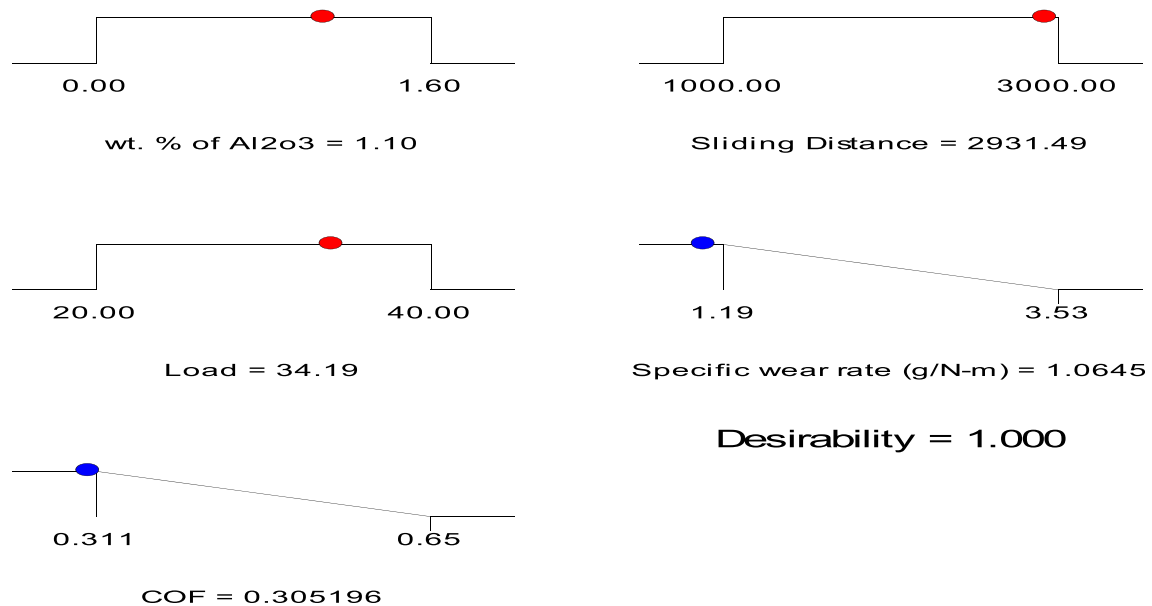 0.00 1.60
wt. % of Al2o3 = 1.10
1000.00 3000.00
Sliding Distance = 2931.49
20.00 40.00
Load = 34.19
1.19 3.53
Specific wear rate (g/N-m) = 1.0645
0.311 0.65
COF = 0.305196
Desirability = 1.000